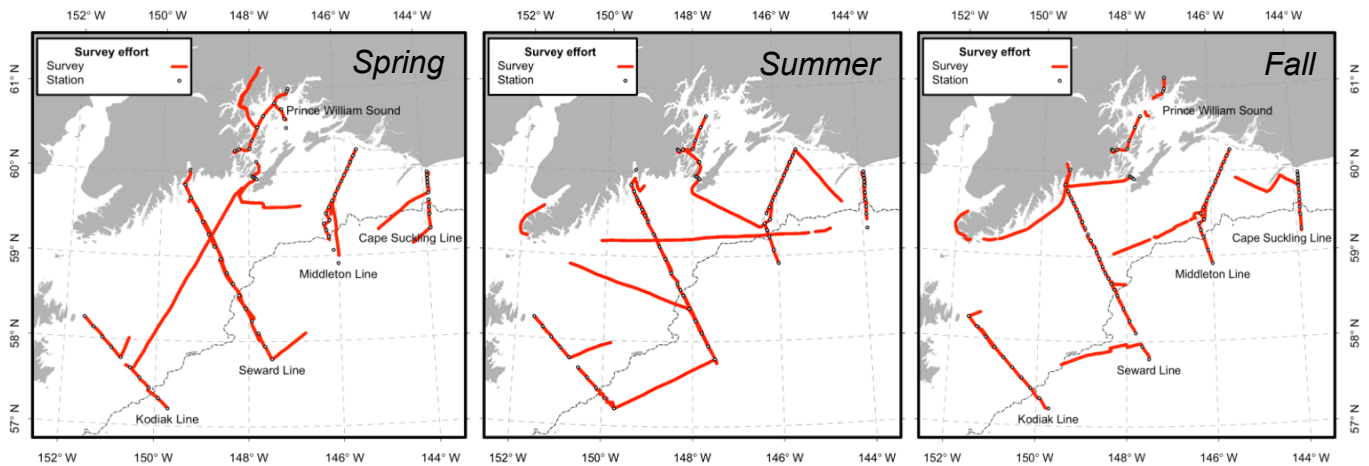 152° W 150° W 148° W 146° W 144° W 152° W 150° W 148° W 146° W 144° W 152° W 150° W 148° W 146° W 144° W
Survey effort
Survey
Station
Spring
Prince William Sound
Cape Suckling Line
Middleton Line
Seward Line
Kodiak Line
Survey effort
Survey
Station
Summer
Survey effort
Survey
Station
Fall
Prince William Sound
Cape Suckling Line
Middleton Line
Seward Line
Kodiak Line
61° N
60° N
59° N
58° N
57° N
61° N
60° N
59° N
58° N
57° N
152° W 150° W 148° W 146° W 144° W 152° W 150° W 148° W 146° W 144° W 152° W 150° W 148° W 146° W 144° W